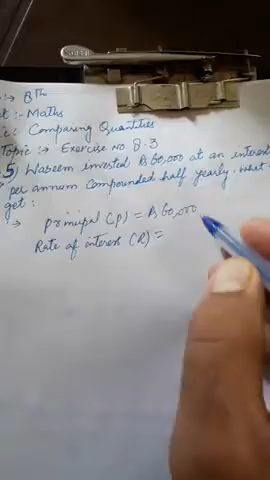 :→ 8th
t :- Maths
ic :- Comparing Quantities
Topic :→ Exercise No 8.3
5) Waseem invested ₨ 60,000 at an interest
per annum compounded half yearly. what
get :
→ Principal (P) = ₨ 60,000
Rate of interest (R) =